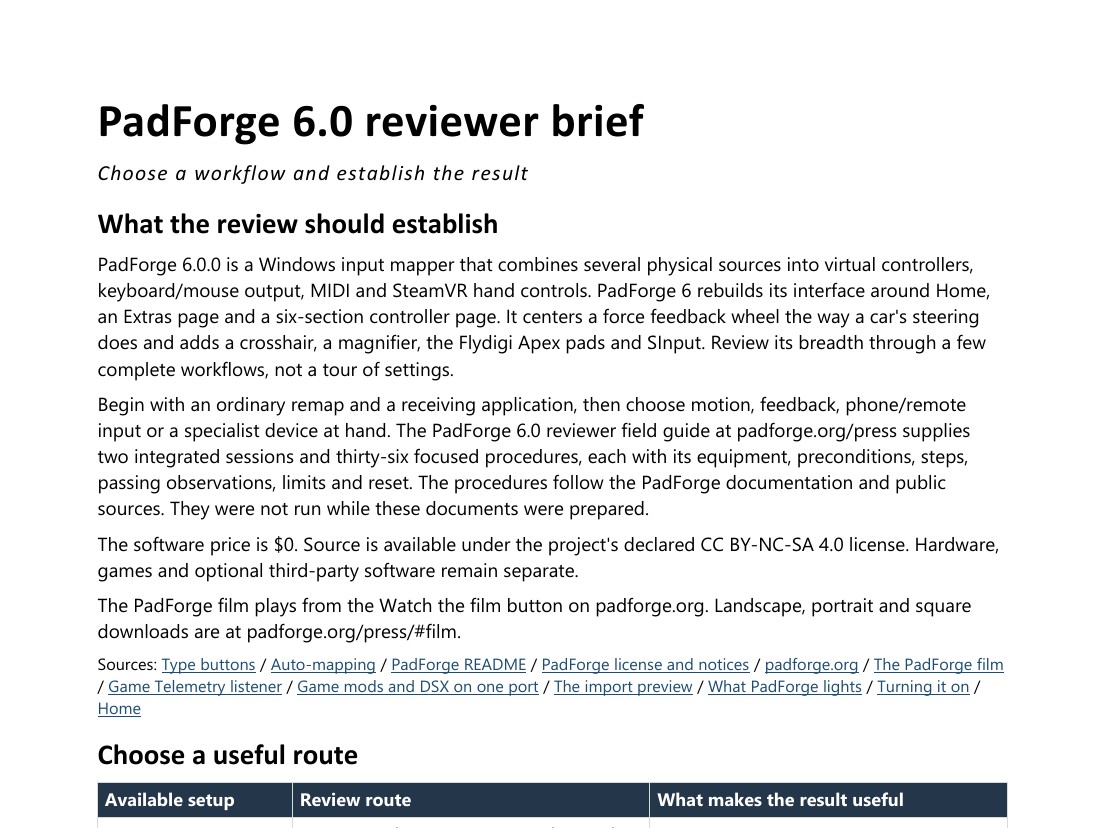 PadForge 6.0 reviewer brief
Choose a workflow and establish the result
What the review should establish
PadForge 6.0.0 is a Windows input mapper that combines several physical sources into virtual controllers,
keyboard/mouse output, MIDI and SteamVR hand controls. PadForge 6 rebuilds its interface around Home,
an Extras page and a six-section controller page. It centers a force feedback wheel the way a car's steering
does and adds a crosshair, a magnifier, the Flydigi Apex pads and SInput. Review its breadth through a few
complete workflows, not a tour of settings.
Begin with an ordinary remap and a receiving application, then choose motion, feedback, phone/remote
input or a specialist device at hand. The PadForge 6.0 reviewer field guide at padforge.org/press supplies
two integrated sessions and thirty-six focused procedures, each with its equipment, preconditions, steps,
passing observations, limits and reset. The procedures follow the PadForge documentation and public
sources. They were not run while these documents were prepared.
The software price is $0. Source is available under the project's declared CC BY-NC-SA 4.0 license. Hardware,
games and optional third-party software remain separate.
The PadForge film plays from the Watch the film button on padforge.org. Landscape, portrait and square
downloads are at padforge.org/press/#film.
Sources: Type buttons / Auto-mapping / PadForge README / PadForge license and notices / padforge.org / The PadForge film
/ Game Telemetry listener / Game mods and DSX on one port / The import preview / What PadForge lights / Turning it on /
Home
Choose a useful route
Available setup Review route What makes the result useful